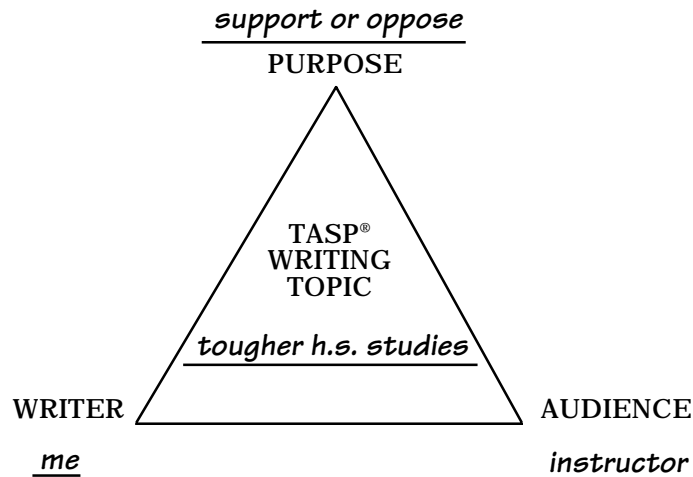 support or oppose
PURPOSE
TASP®
WRITING
TOPIC
tougher h.s. studies
WRITER
AUDIENCE
me
instructor